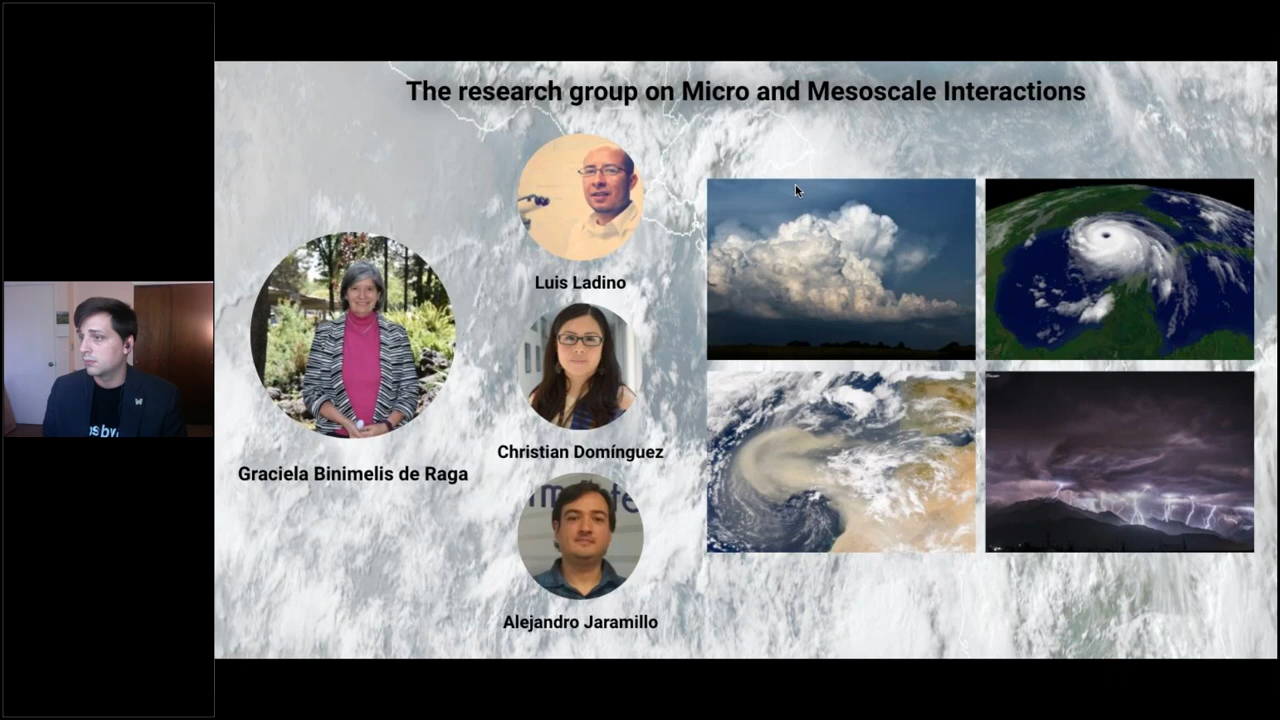 The research group on Micro and Mesoscale Interactions
Luis Ladino
Christian Domínguez
Graciela Binimelis de Raga
Alejandro Jaramillo